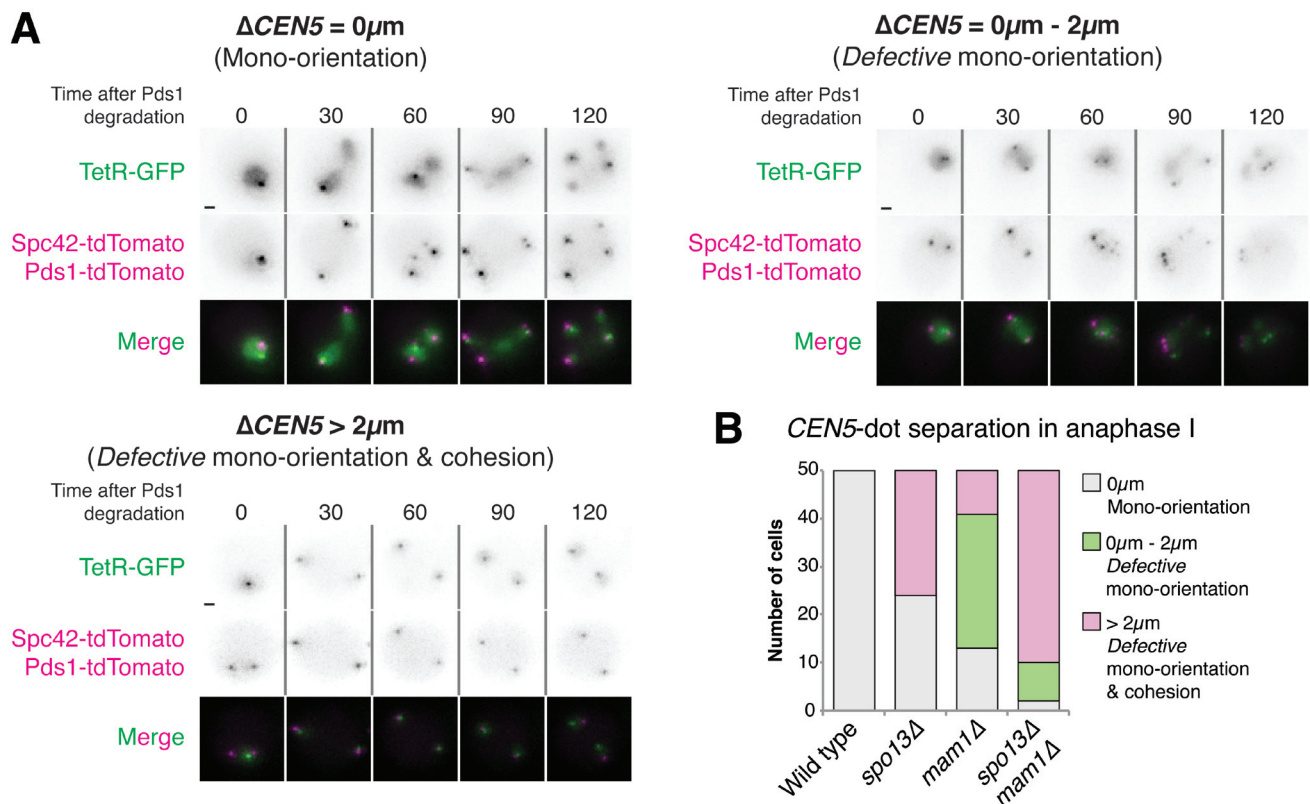 A
ΔCEN5 = 0µm
(Mono-orientation)
Time after Pds1
degradation
0 30 60 90 120
TetR-GFP
Spc42-tdTomato
Pds1-tdTomato
Merge
ΔCEN5 = 0µm - 2µm
(Defective mono-orientation)
Time after Pds1
degradation
0 30 60 90 120
TetR-GFP
Spc42-tdTomato
Pds1-tdTomato
Merge
ΔCEN5 > 2µm
(Defective mono-orientation & cohesion)
Time after Pds1
degradation
0 30 60 90 120
TetR-GFP
Spc42-tdTomato
Pds1-tdTomato
Merge
B
CEN5-dot separation in anaphase I
Number of cells
50
40
30
20
10
0
Wild type
spo13Δ
mam1Δ
spo13Δ
mam1Δ
0µm
Mono-orientation
0µm - 2µm
Defective
mono-orientation
> 2µm
Defective
mono-orientation
& cohesion